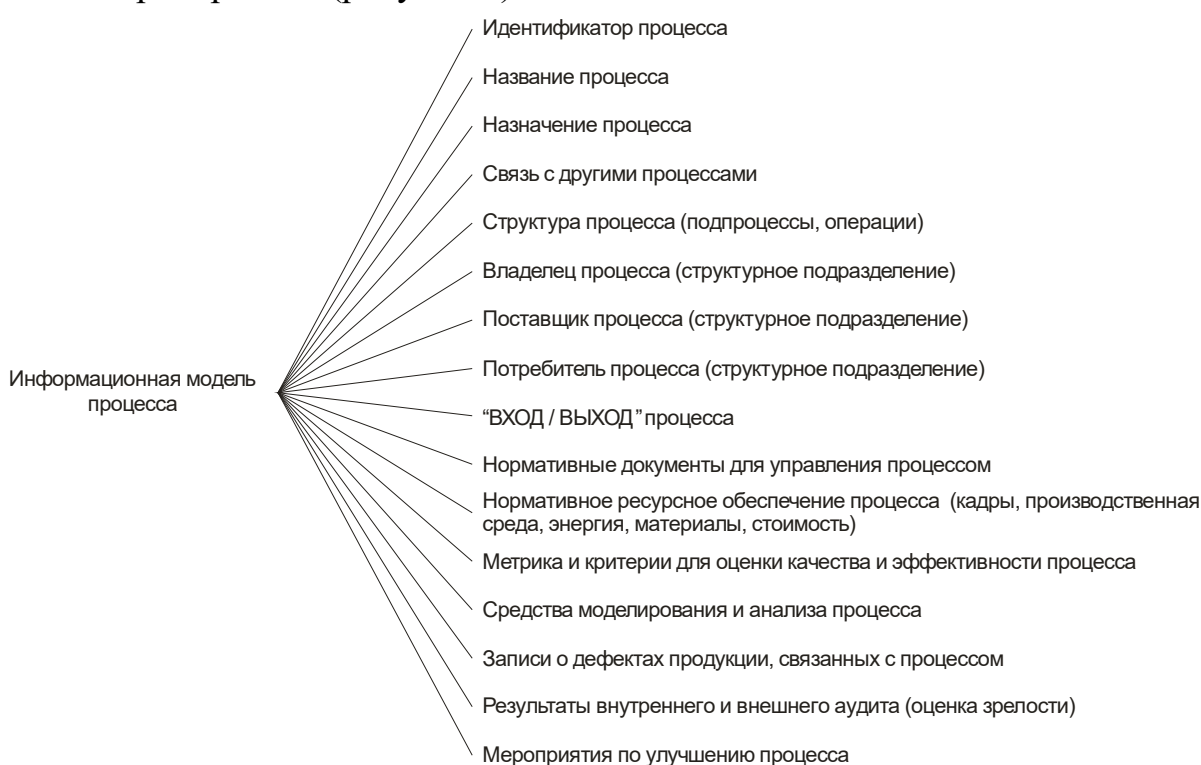 Идентификатор процесса
Название процесса
Назначение процесса
Связь с другими процессами
Структура процесса (подпроцессы, операции)
Владелец процесса (структурное подразделение)
Поставщик процесса (структурное подразделение)
Информационная модель
процесса
Потребитель процесса (структурное подразделение)
“ВХОД / ВЫХОД” процесса
Нормативные документы для управления процессом
Нормативное ресурсное обеспечение процесса (кадры, производственная
среда, энергия, материалы, стоимость)
Метрика и критерии для оценки качества и эффективности процесса
Средства моделирования и анализа процесса
Записи о дефектах продукции, связанных с процессом
Результаты внутреннего и внешнего аудита (оценка зрелости)
Мероприятия по улучшению процесса